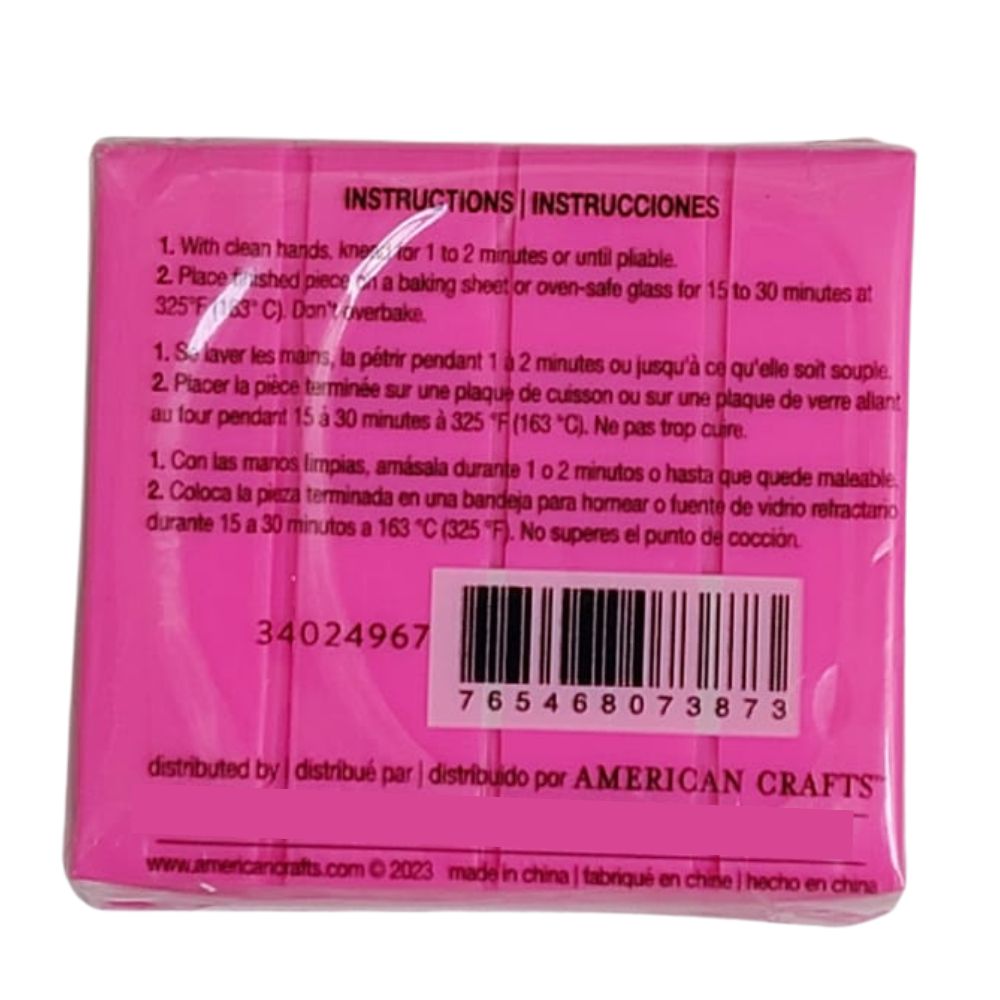 INSTRUCTIONS | INSTRUCCIONES
1. With clean hands, knead for 1 to 2 minutes or until pliable.
2. Place finished piece on a baking sheet or oven-safe glass for 15 to 30 minutes at
325°F (163° C). Don't overbake.
1. Se laver les mains, la pétrir pendant 1 à 2 minutes ou jusqu'à ce qu'elle soit souple.
2. Placer la pièce terminée sur une plaque de cuisson ou sur une plaque de verre allant
au four pendant 15 à 30 minutes à 325 °F (163 °C). Ne pas trop cuire.
1. Con las manos limpias, amásala durante 1 o 2 minutos o hasta que quede maleable.
2. Coloca la pieza terminada en una bandeja para hornear o fuente de vidrio refractario
durante 15 a 30 minutos a 163 °C (325 °F). No superes el punto de cocción.
34024967
765468073873
distributed by | distribué par | distribuido por AMERICAN CRAFTS™
www.americancrafts.com © 2023 made in china | fabriqué en chine | hecho en china